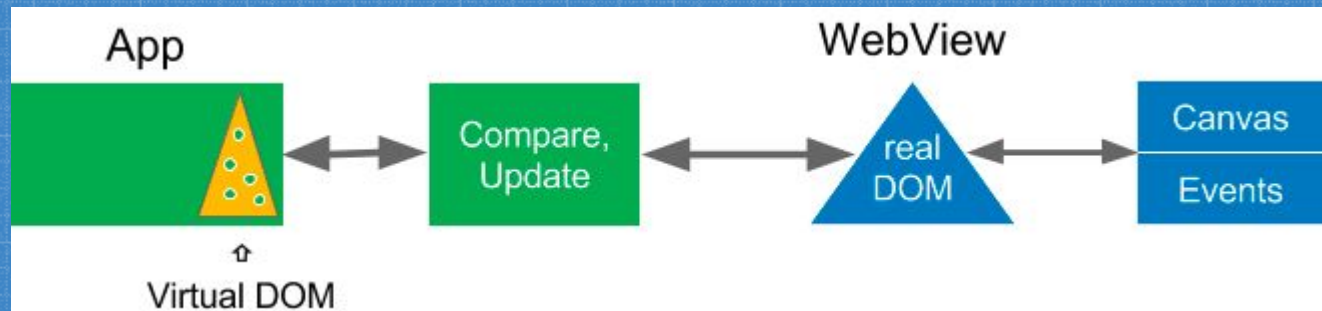 App
WebView
Compare,
Update
real
DOM
Canvas
Events
Virtual DOM